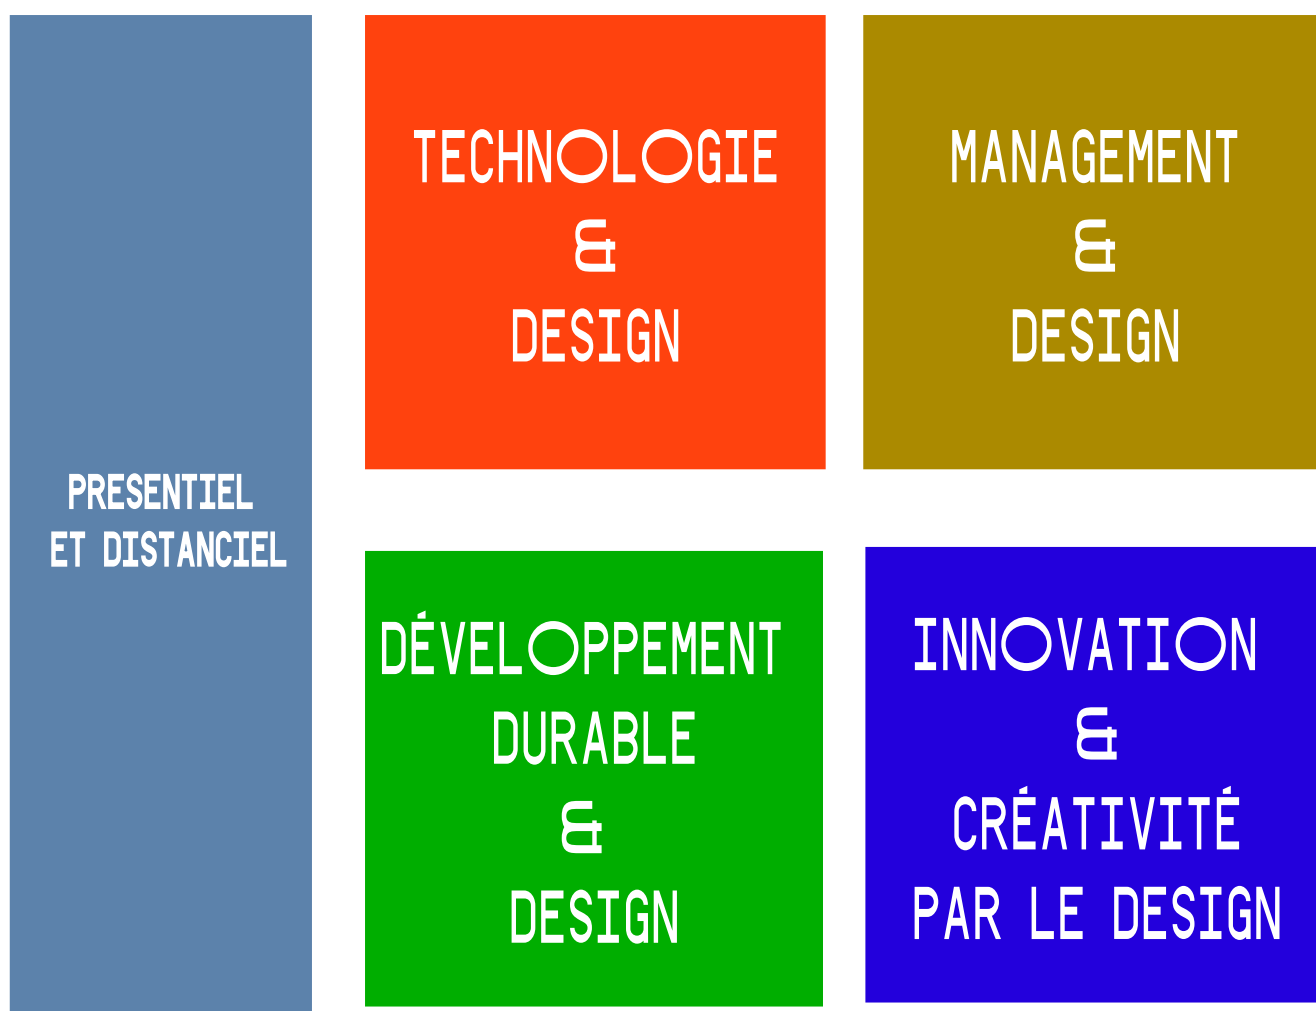 PRESENTIEL
ET DISTANCIEL
TECHNOLOGIE
&
DESIGN
MANAGEMENT
&
DESIGN
DÉVELOPPEMENT
DURABLE
&
DESIGN
INNOVATION
&
CRÉATIVITÉ
PAR LE DESIGN